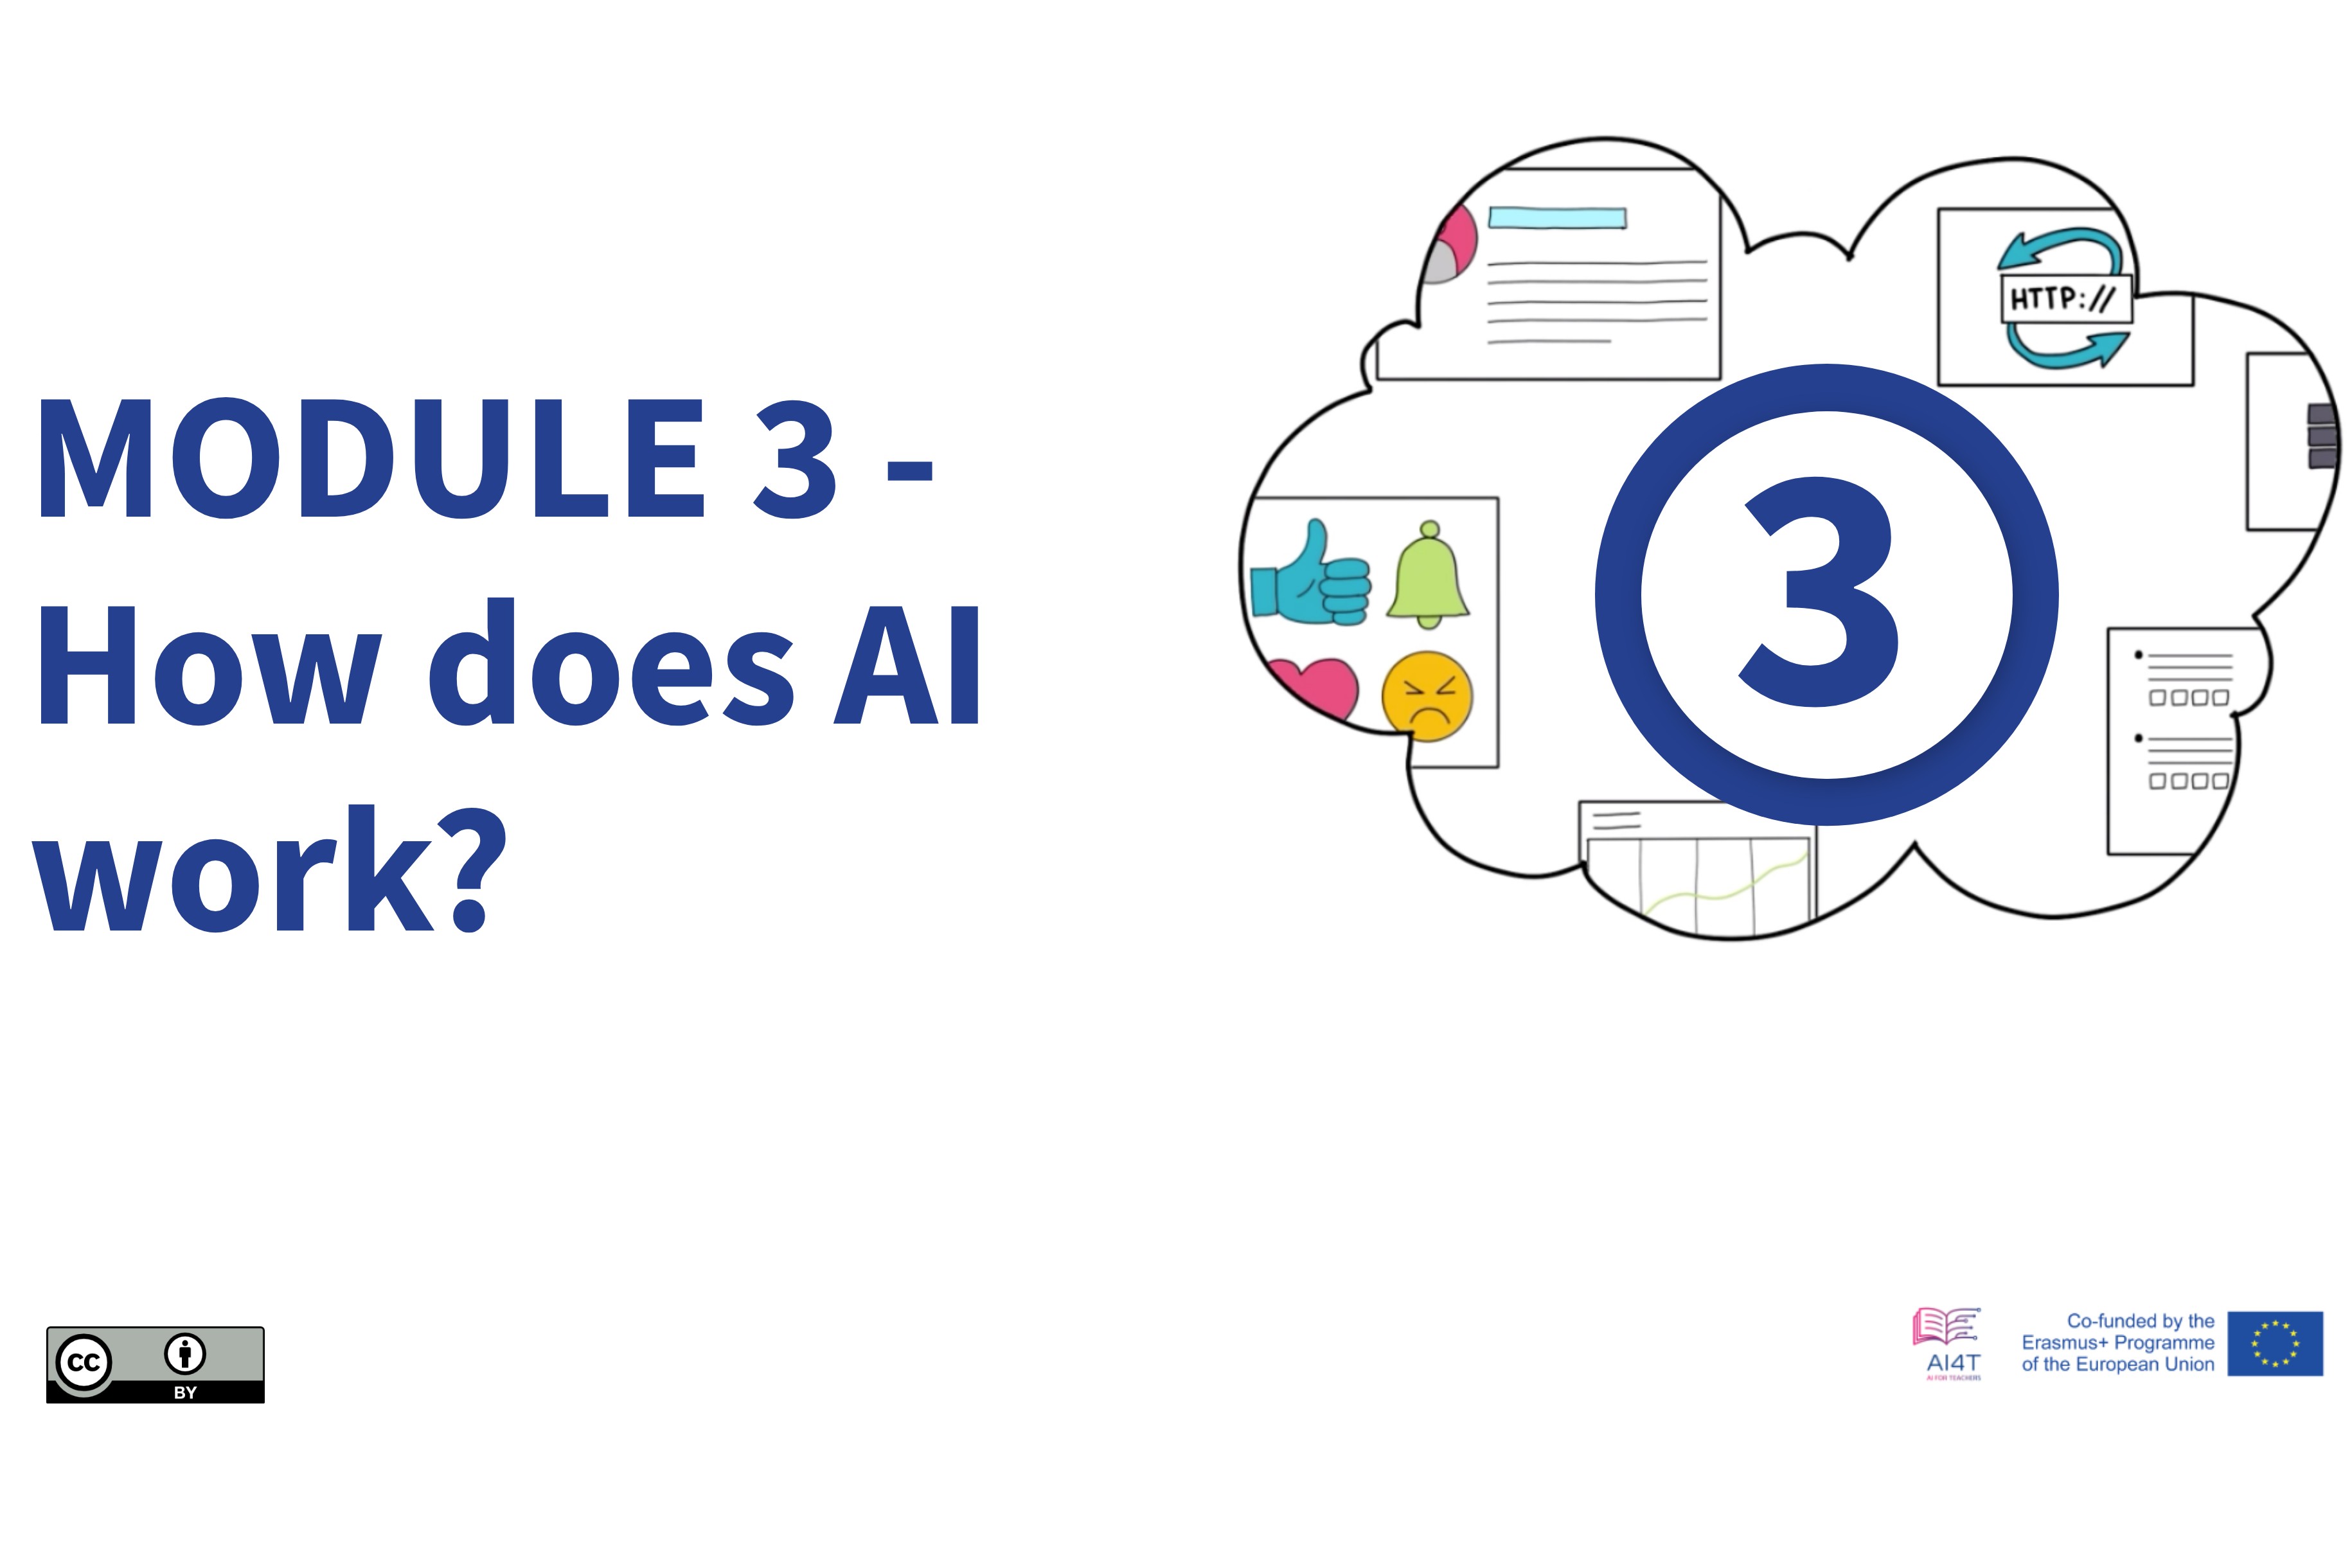 MODULE 3 -
How does AI
work?
HTTP://
3
cc
BY
AI4T
AI FOR TEACHERS
Co-funded by the
Erasmus+ Programme
of the European Union